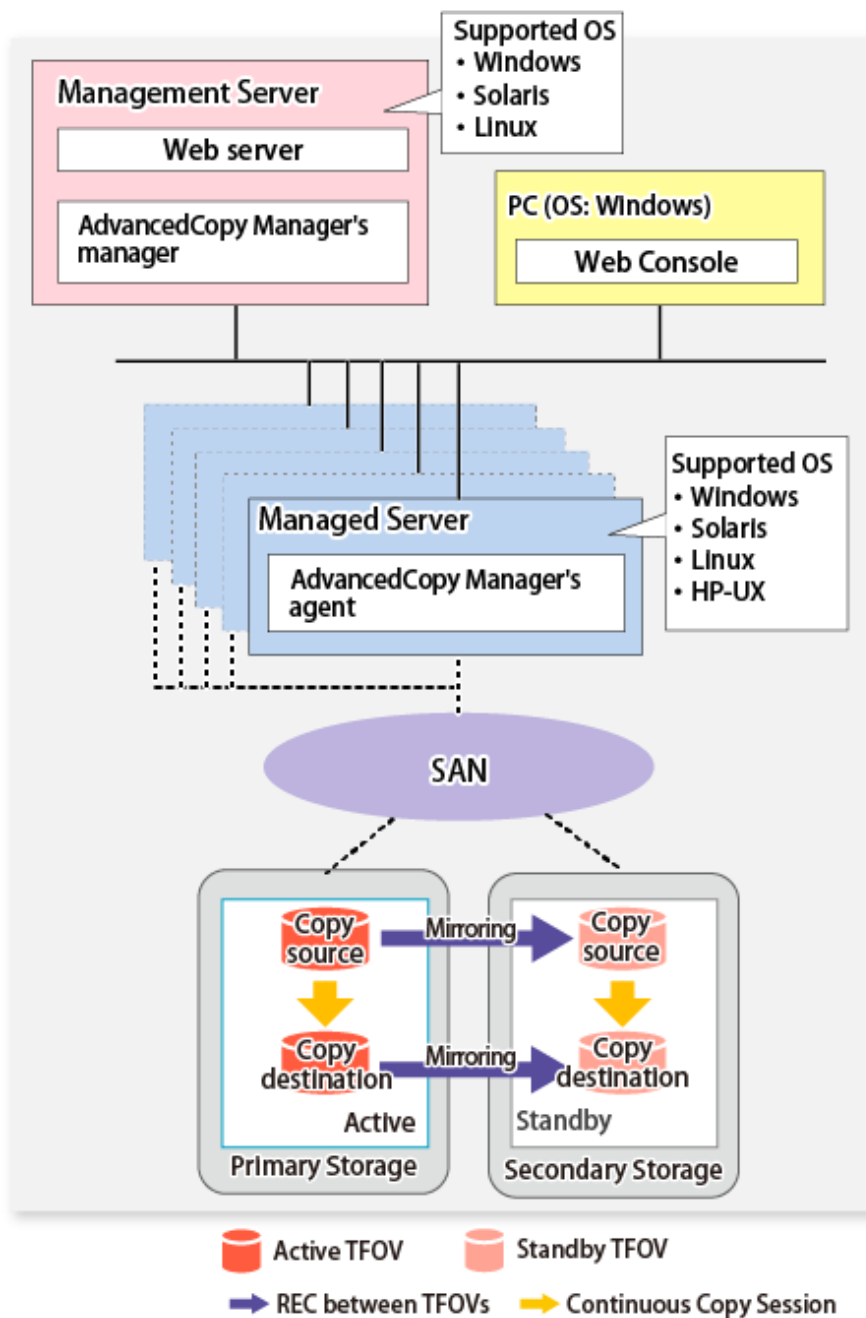 Supported OS
• Windows
• Solaris
• Linux
Management Server
Web server
AdvancedCopy Manager's
manager
PC (OS: Windows)
Web Console
Supported OS
• Windows
• Solaris
• Linux
• HP-UX
Managed Server
AdvancedCopy Manager's
agent
SAN
Copy
source
Mirroring
Copy
source
Copy
destination
Mirroring
Copy
destination
Active
Standby
Primary Storage
Secondary Storage
Active TFOV
Standby TFOV
REC between TFOVs
Continuous Copy Session